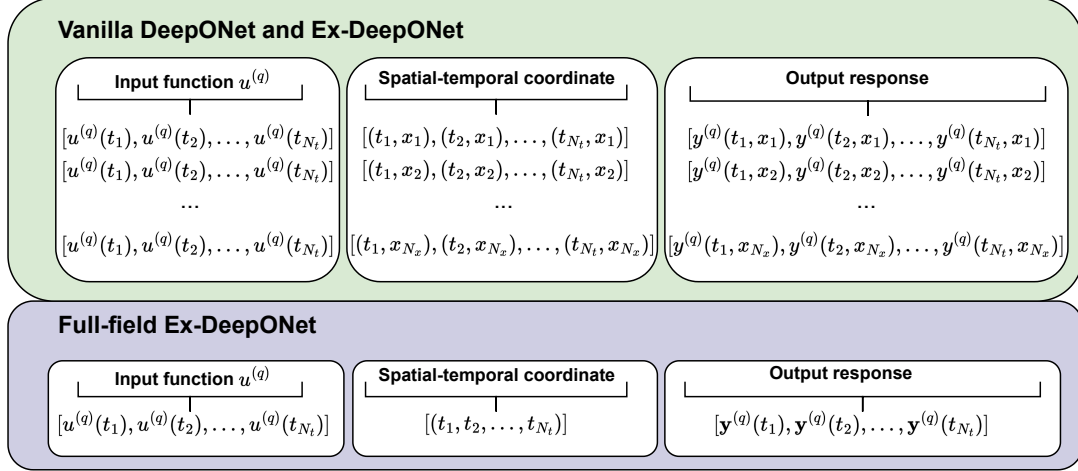 Vanilla DeepONet and Ex-DeepONet
Input function u^{(q)}
[u^{(q)}(t_1), u^{(q)}(t_2), . . . , u^{(q)}(t_{N_t})]
[u^{(q)}(t_1), u^{(q)}(t_2), . . . , u^{(q)}(t_{N_t})]
...
[u^{(q)}(t_1), u^{(q)}(t_2), . . . , u^{(q)}(t_{N_t})]
Spatial-temporal coordinate
[(t_1, x_1), (t_2, x_1), . . . , (t_{N_t}, x_1)]
[(t_1, x_2), (t_2, x_2), . . . , (t_{N_t}, x_2)]
...
[(t_1, x_{N_x}), (t_2, x_{N_x}), . . . , (t_{N_t}, x_{N_x})]
Output response
[y^{(q)}(t_1, x_1), y^{(q)}(t_2, x_1), . . . , y^{(q)}(t_{N_t}, x_1)]
[y^{(q)}(t_1, x_2), y^{(q)}(t_2, x_2), . . . , y^{(q)}(t_{N_t}, x_2)]
...
[y^{(q)}(t_1, x_{N_x}), y^{(q)}(t_2, x_{N_x}), . . . , y^{(q)}(t_{N_t}, x_{N_x})]
Full-field Ex-DeepONet
Input function u^{(q)}
[u^{(q)}(t_1), u^{(q)}(t_2), . . . , u^{(q)}(t_{N_t})]
Spatial-temporal coordinate
[(t_1, t_2, . . . , t_{N_t})]
Output response
[y^{(q)}(t_1), y^{(q)}(t_2), . . . , y^{(q)}(t_{N_t})]